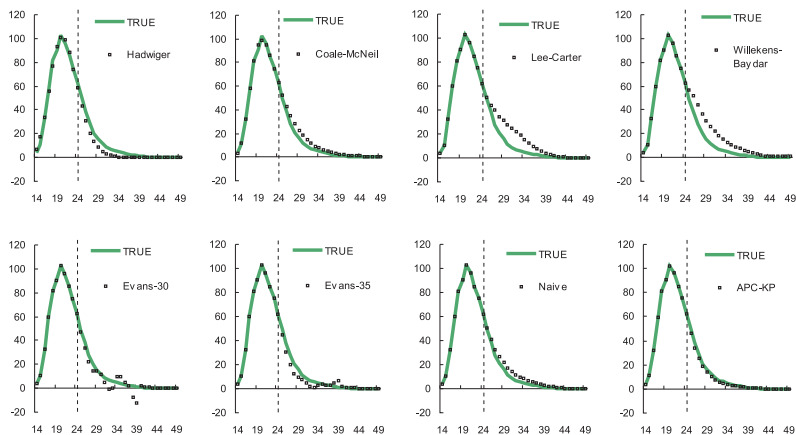 120 TRUE 120 TRUE 120 TRUE 120 TRUE
100 100 100 100
Hadwiger Coale-McNeil Lee-Carter Willekens-
80 80 80 80 Baydar
60 60 60 60
40 40 40 40
20 20 20 20
0 0 0 0
-20 -20 -20 -20
14 19 24 29 34 39 44 49 14 19 24 29 34 39 44 49 14 19 24 29 34 39 44 49 14 19 24 29 34 39 44 49
120 TRUE 120 TRUE 120 TRUE 120 TRUE
100 100 100 100
Evans-30 Evans-35 Naive APC-KP
80 80 80 80
60 60 60 60
40 40 40 40
20 20 20 20
0 0 0 0
-20 -20 -20 -20
14 19 24 29 34 39 44 49 14 19 24 29 34 39 44 49 14 19 24 29 34 39 44 49 14 19 24 29 34 39 44 49